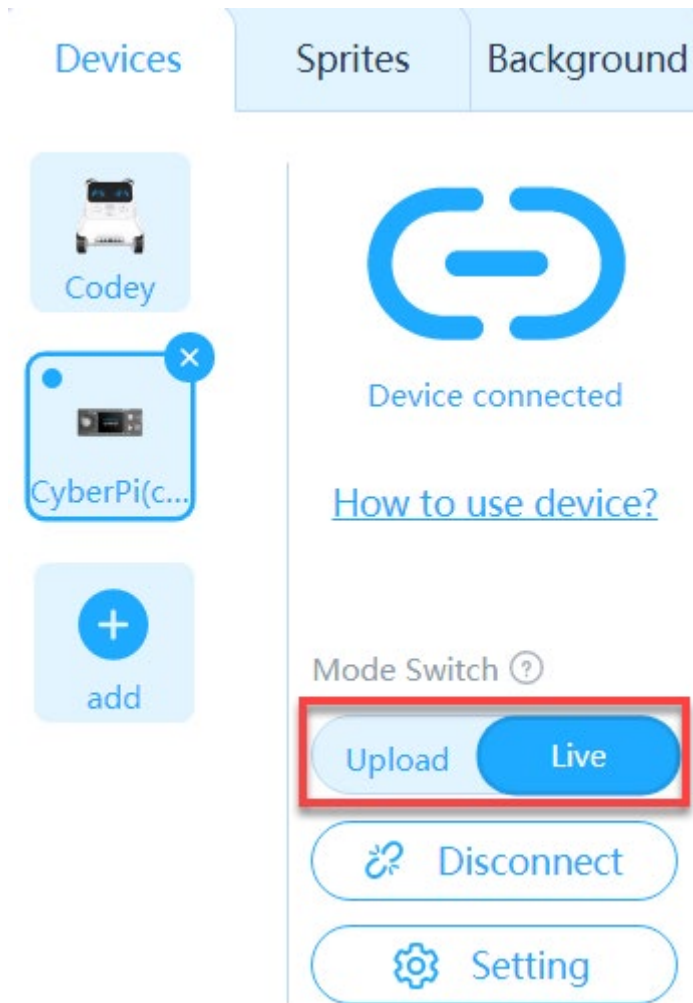 Devices
Sprites
Background
Codey
Device connected
CyberPi(c...
How to use device?
add
Mode Switch ?
Upload
Live
Disconnect
Setting